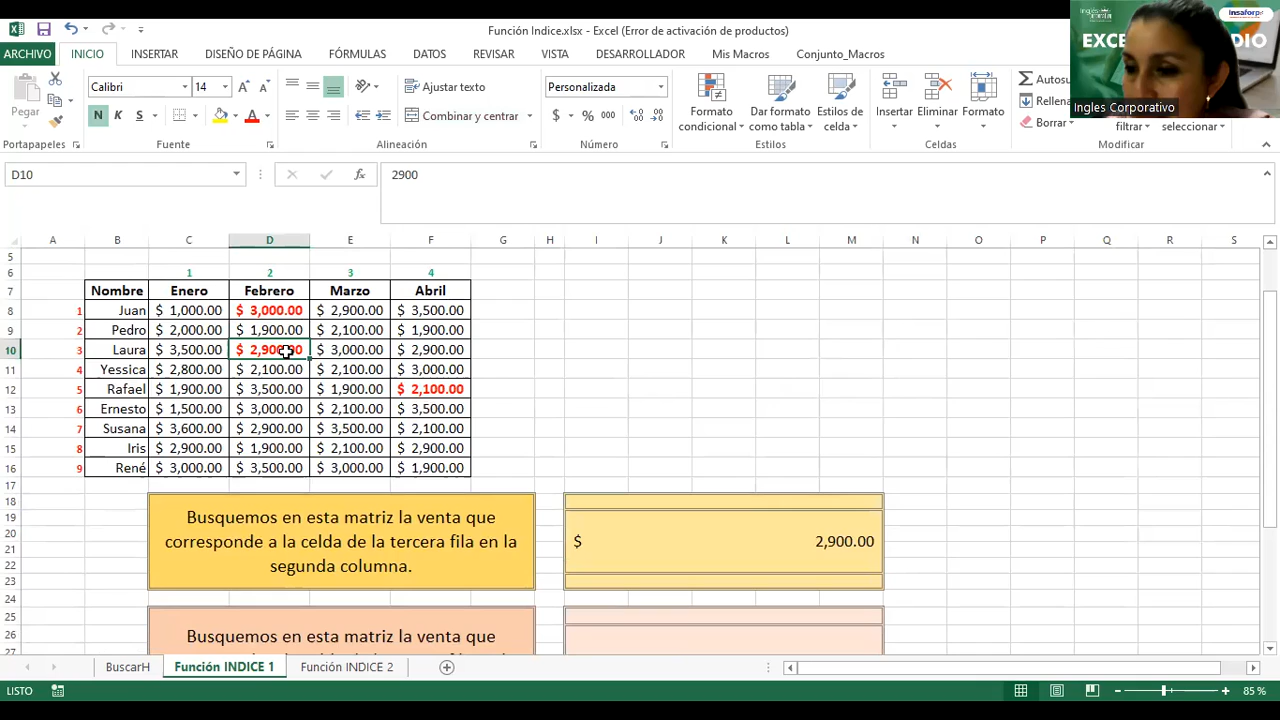 Función Indice.xlsx - Excel (Error de activación de productos)
ARCHIVO INICIO INSERTAR DISEÑO DE PÁGINA FÓRMULAS DATOS REVISAR VISTA DESARROLLADOR Mis Macros Conjunto_Macros
insaforp
Ingles Corporativo
Pegar
Calibri 14
N K S
Ajustar texto
Combinar y centrar
Personalizada
$ % 000
Formato condicional
Dar formato como tabla
Estilos de celda
Insertar
Eliminar
Formato
Rellena
Borrar
filtrar
seleccionar
Portapapeles Fuente Alineación Número Estilos Celdas Modificar
D10 2900
A B C D E F G H I J K L M N O P Q R S
5
6 1 2 3 4
7 Nombre Enero Febrero Marzo Abril
8 1 Juan $ 1,000.00 $ 3,000.00 $ 2,900.00 $ 3,500.00
9 2 Pedro $ 2,000.00 $ 1,900.00 $ 2,100.00 $ 1,900.00
10 3 Laura $ 3,500.00 $ 2,900.00 $ 3,000.00 $ 2,900.00
11 4 Yessica $ 2,800.00 $ 2,100.00 $ 2,100.00 $ 3,000.00
12 5 Rafael $ 1,900.00 $ 3,500.00 $ 1,900.00 $ 2,100.00
13 6 Ernesto $ 1,500.00 $ 3,000.00 $ 2,100.00 $ 3,500.00
14 7 Susana $ 3,600.00 $ 2,900.00 $ 3,500.00 $ 2,100.00
15 8 Iris $ 2,900.00 $ 1,900.00 $ 2,100.00 $ 2,900.00
16 9 René $ 3,000.00 $ 3,500.00 $ 3,000.00 $ 1,900.00
17
18
19
20
21
22
23
24
25
26
27
Busquemos en esta matriz la venta que
corresponde a la celda de la tercera fila en la
segunda columna.
$ 2,900.00
Busquemos en esta matriz la venta que
BuscarH Función INDICE 1 Función INDICE 2
LISTO 85 %